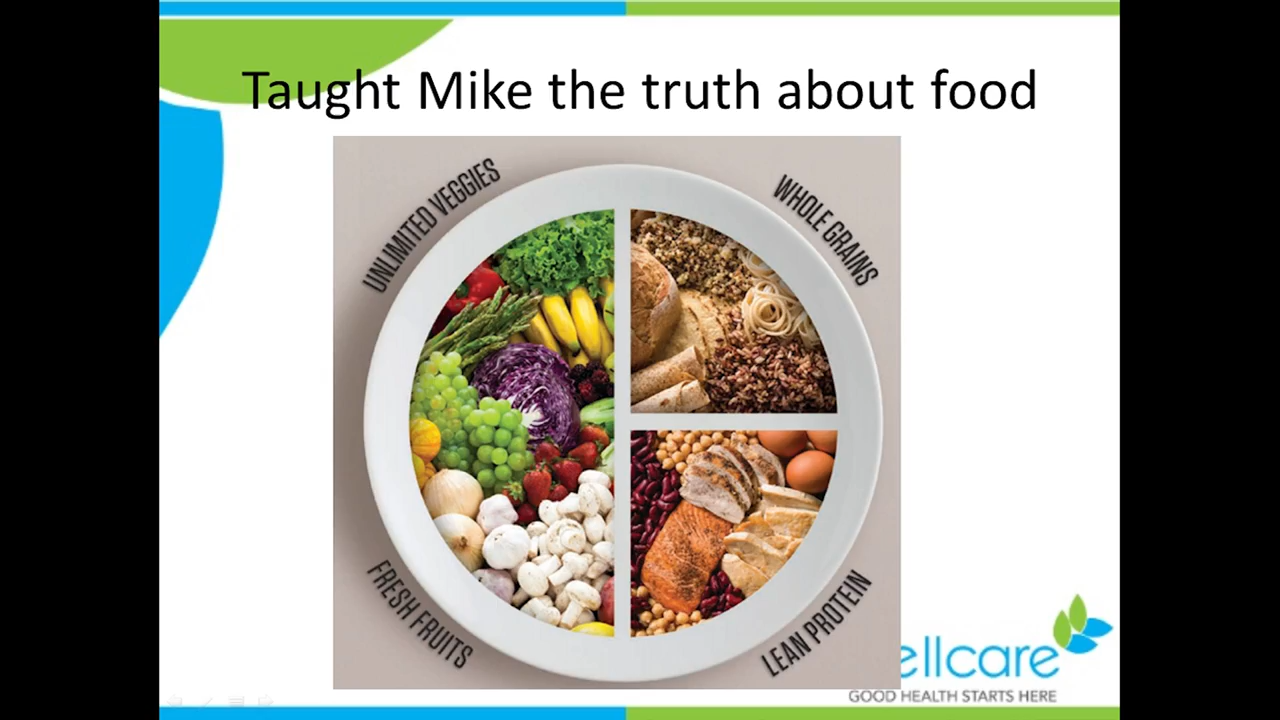 Taught Mike the truth about food
UNLIMITED VEGGIES
WHOLE GRAINS
FRESH FRUITS
LEAN PROTEIN
ellcare
GOOD HEALTH STARTS HERE